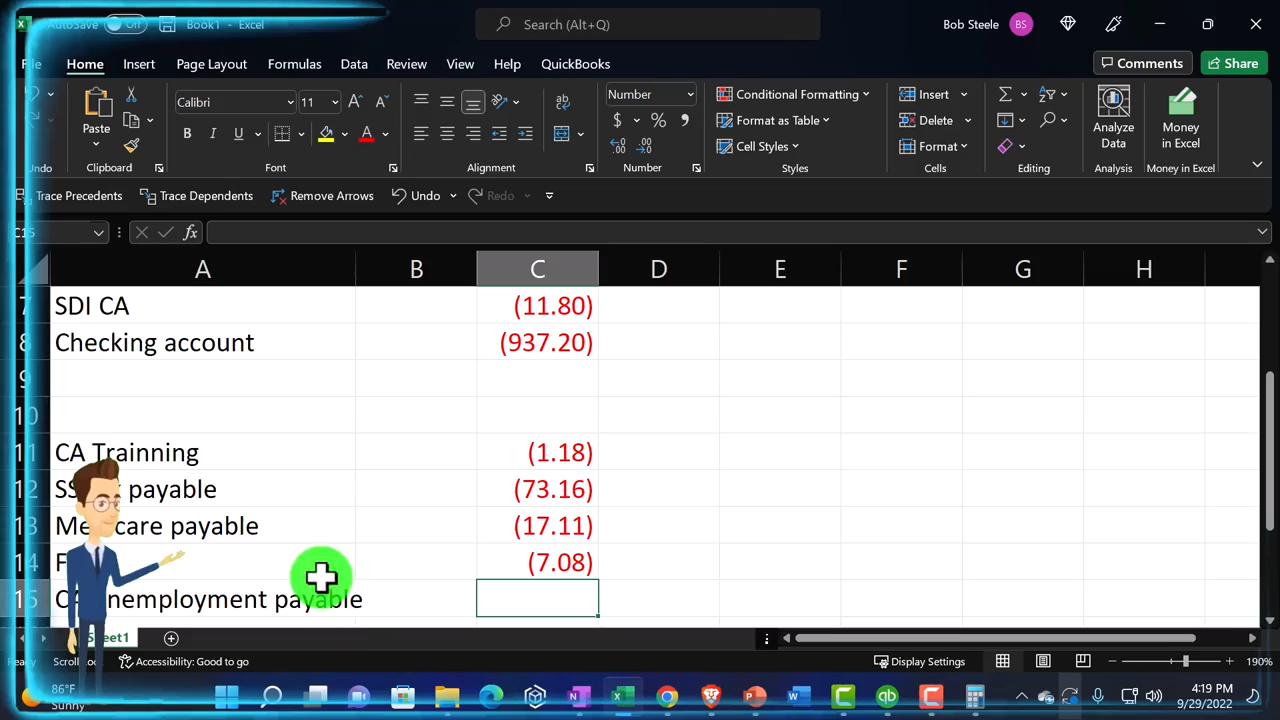 AutoSave Off Book1 - Excel Search (Alt+Q) Bob Steele BS
File Home Insert Page Layout Formulas Data Review View Help QuickBooks Comments Share
Paste Calibri 11 Number Conditional Formatting Insert Analyze Data Money in Excel
Format as Table Delete
Cell Styles Format
Undo Clipboard Font Alignment Number Styles Cells Editing Analysis Money in Excel
Trace Precedents Trace Dependents Remove Arrows Undo Redo
C15 fx
A B C D E F G H
7 SDI CA (11.80)
8 Checking account (937.20)
9
10
11 CA Trainning (1.18)
12 payable (73.16)
13 payable (17.11)
14 (7.08)
15 payable
Sheet1
Accessibility: Good to go Display Settings 190%
86°F
Sunny
4:19 PM
9/29/2022